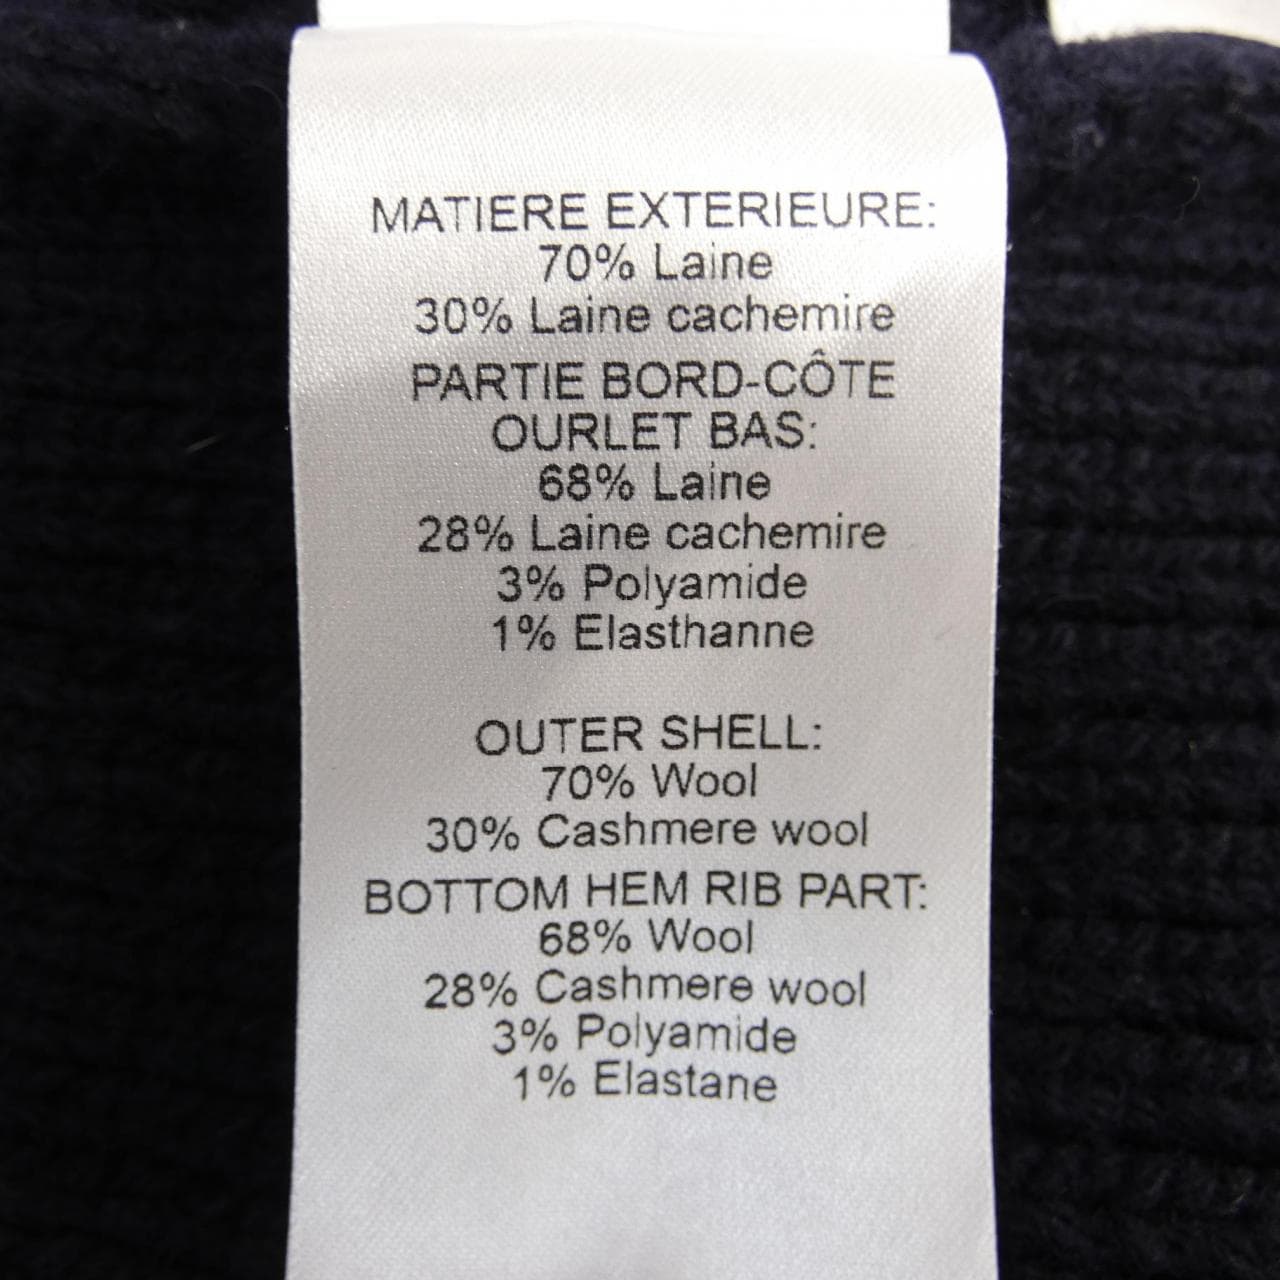 MATIERE EXTERIEURE:
70% Laine
30% Laine cachemire
PARTIE BORD-CÔTE
OURLET BAS:
68% Laine
28% Laine cachemire
3% Polyamide
1% Elasthanne
OUTER SHELL:
70% Wool
30% Cashmere wool
BOTTOM HEM RIB PART:
68% Wool
28% Cashmere wool
3% Polyamide
1% Elastane